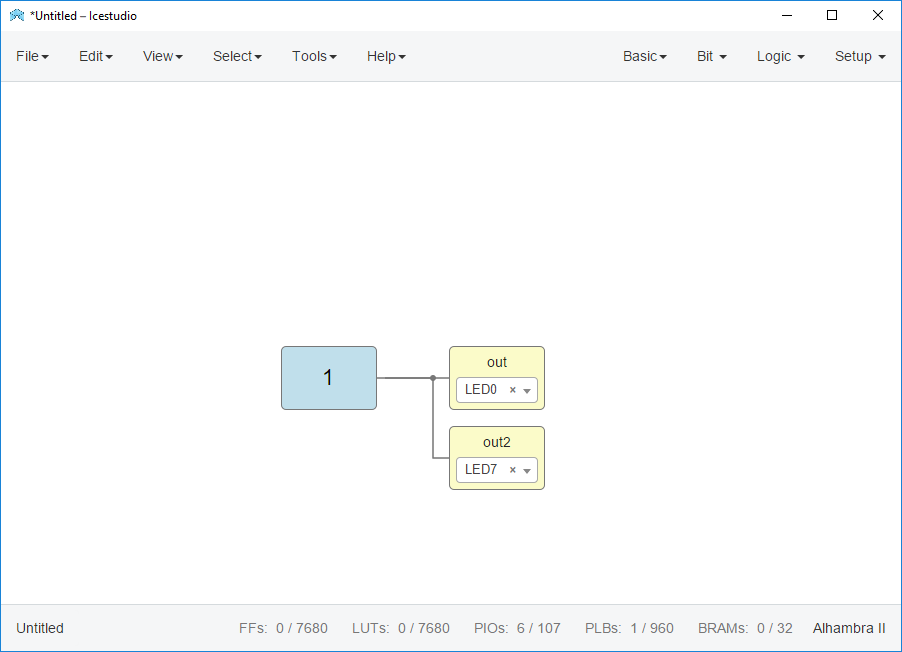 *Untitled – Icestudio
File Edit View Select Tools Help Basic Bit Logic Setup
1
out
LED0 ×
out2
LED7 ×
Untitled FFs: 0 / 7680 LUTs: 0 / 7680 PIOs: 6 / 107 PLBs: 1 / 960 BRAMs: 0 / 32 Alhambra II